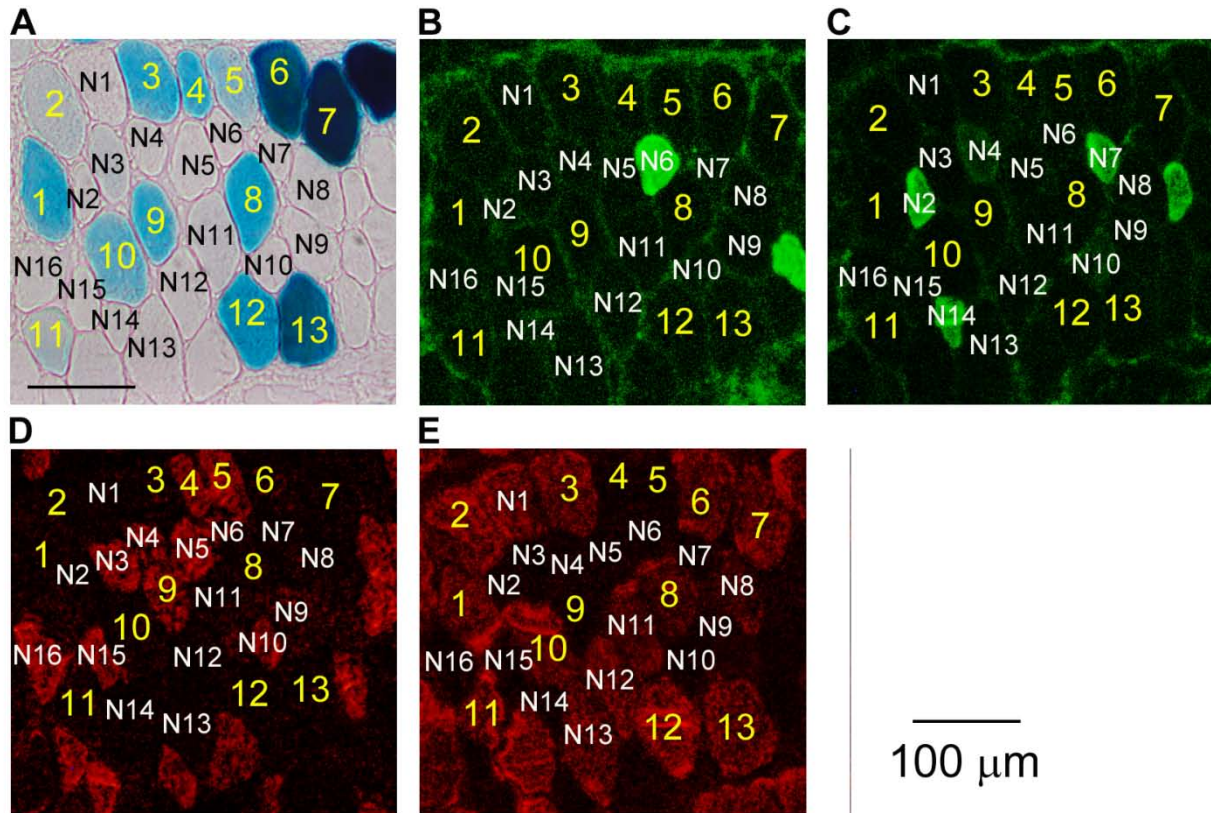 A
N1 3 4 5 6
2 7
N4 N6
N3 N5 N7
N2 N8
1 9 8
10 N11 N9
N16 N12 N10
N15
11 N14 12 13
N13
B
N1 3 4 5 6
2 7
N4 N5 N6 N7
N3 N8
1 N2 9 8
10 N11 N9
N16 N15 N10
N12
11 N14 12 13
N13
C
N1 3 4 5 6
2 7
N6
N3 N4 N5 N7
N8
1 N2 9 8
10 N11 N9
N16 N15 N12 N10
11 N14 12 13
N13
D
2 N1 3 4 5 6 7
N4 N6 N7
1 N3 N5 N8
N2 9 8
10 N11 N9
N16 N15 N12 N10
11 N14 12 13
N13
E
2 N1 3 4 5 6 7
N6
N3 N4 N5 N7
1 N2 9 8 N8
10 N11 N9
N16 N15 N12 N10
11 N14 12 13
N13
100 μm